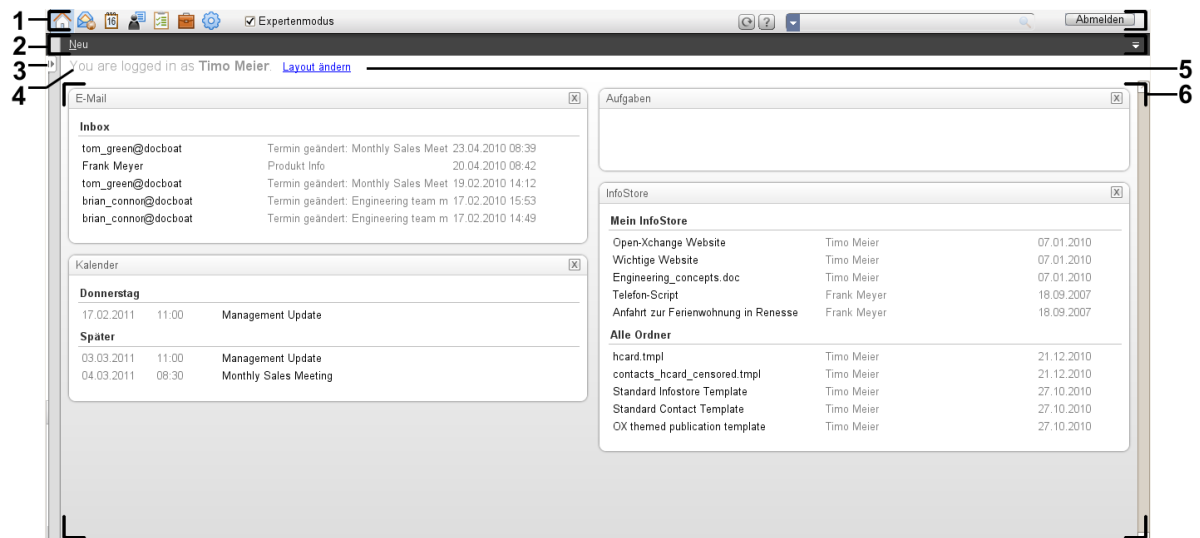 1 16 Expertenmodus ? Abmelden
2 Neu
3
4 You are logged in as Timo Meier. Layout ändern 5
6
E-Mail X
Inbox
tom_green@docboat Termin geändert: Monthly Sales Meet 23.04.2010 08:39
Frank Meyer Produkt Info 20.04.2010 08:42
tom_green@docboat Termin geändert: Monthly Sales Meet 19.02.2010 14:12
brian_connor@docboat Termin geändert: Engineering team m 17.02.2010 15:53
brian_connor@docboat Termin geändert: Engineering team m 17.02.2010 14:49
Kalender X
Donnerstag
17.02.2011 11:00 Management Update
Später
03.03.2011 11:00 Management Update
04.03.2011 08:30 Monthly Sales Meeting
Aufgaben X
InfoStore X
Mein InfoStore
Open-Xchange Website Timo Meier 07.01.2010
Wichtige Website Timo Meier 07.01.2010
Engineering_concepts.doc Timo Meier 07.01.2010
Telefon-Script Frank Meyer 18.09.2007
Anfahrt zur Ferienwohnung in Renesse Frank Meyer 18.09.2007
Alle Ordner
hcard.tmpl Timo Meier 21.12.2010
contacts_hcard_censored.tmpl Timo Meier 21.12.2010
Standard Infostore Template Timo Meier 27.10.2010
Standard Contact Template Timo Meier 27.10.2010
OX themed publication template Timo Meier 27.10.2010